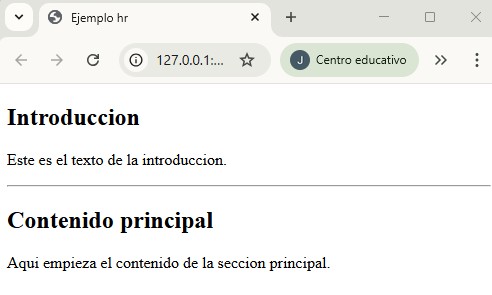 Ejemplo hr
127.0.0.1:...
J
Centro educativo
Introduccion
Este es el texto de la introduccion.
Contenido principal
Aqui empieza el contenido de la seccion principal.